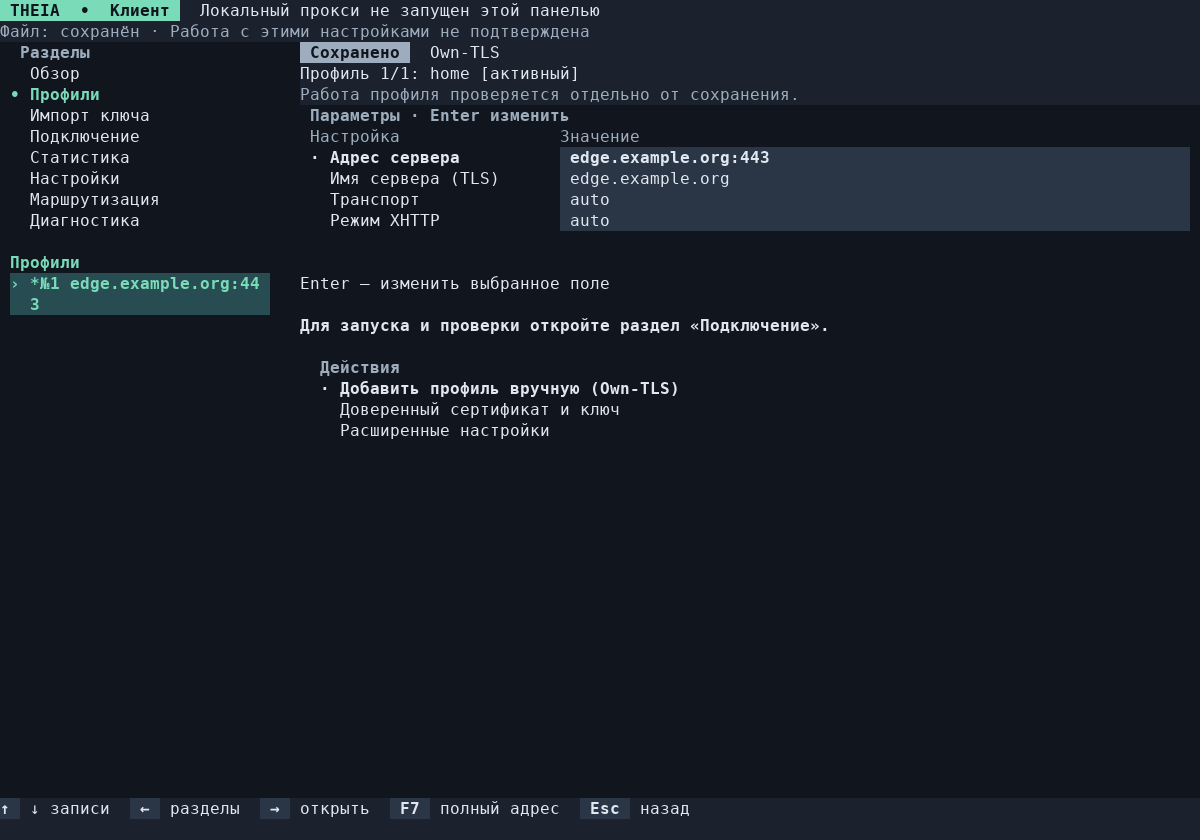 THEIA • Клиент Локальный прокси не запущен этой панелью
Файл: сохранён · Работа с этими настройками не подтверждена
Разделы
Обзор
• Профили
Импорт ключа
Подключение
Статистика
Настройки
Маршрутизация
Диагностика
Профили
› *№1 edge.example.org:44
3
Сохранено Own-TLS
Профиль 1/1: home [активный]
Работа профиля проверяется отдельно от сохранения.
Параметры · Enter изменить
Настройка Значение
· Адрес сервера edge.example.org:443
Имя сервера (TLS) edge.example.org
Транспорт auto
Режим XHTTP auto
Enter — изменить выбранное поле
Для запуска и проверки откройте раздел «Подключение».
Действия
· Добавить профиль вручную (Own-TLS)
Доверенный сертификат и ключ
Расширенные настройки
↑ ↓ записи ← разделы → открыть F7 полный адрес Esc назад